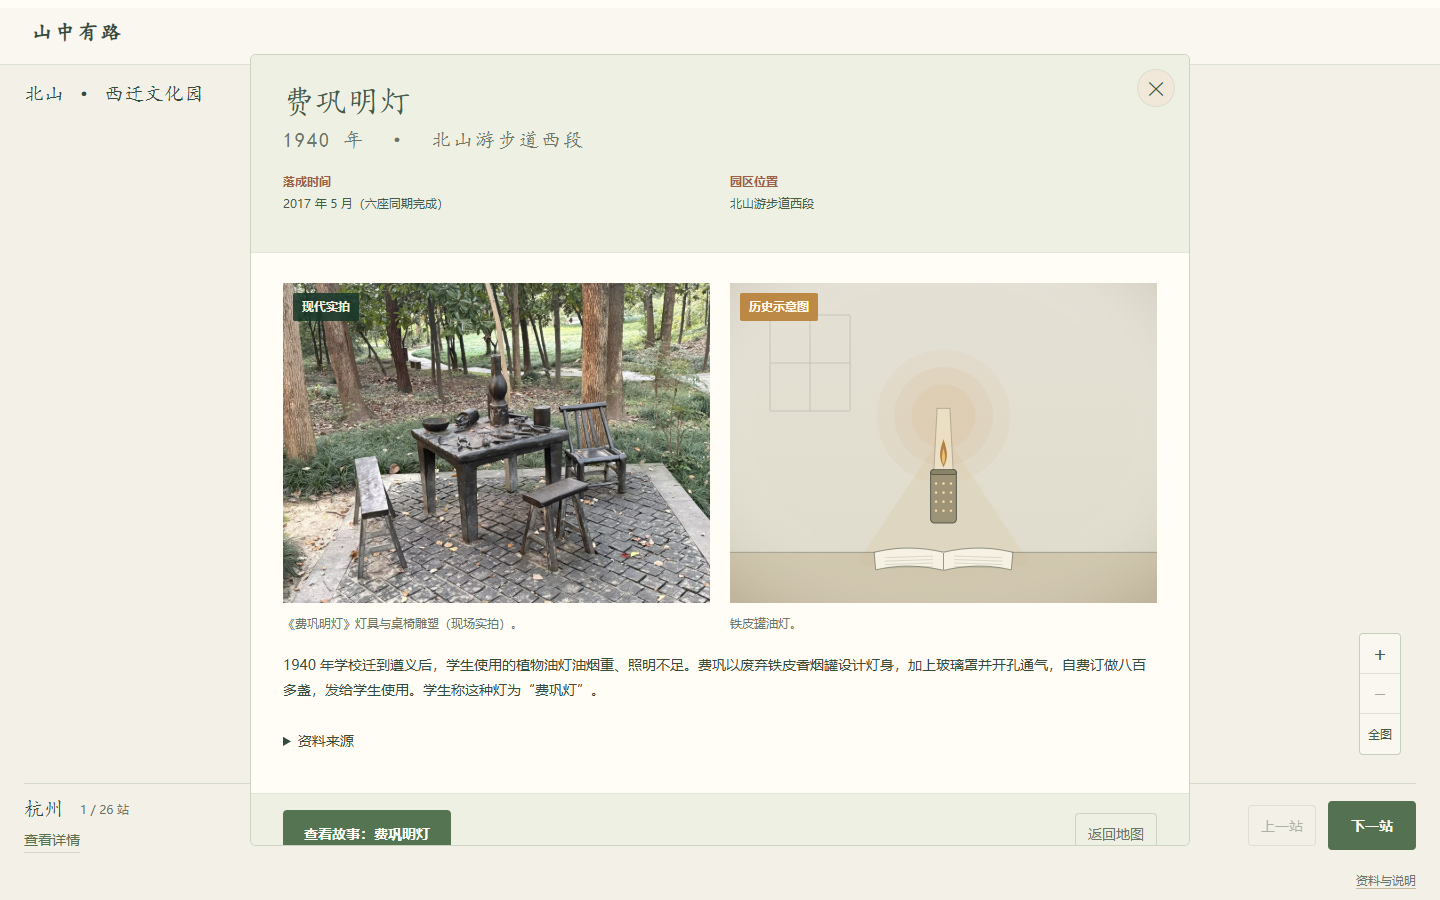 山中有路
北山 • 西迁文化园
费巩明灯
1940 年 • 北山游步道西段
落成时间
2017 年 5 月（六座同期完成）
园区位置
北山游步道西段
现代实拍
历史示意图
《费巩明灯》灯具与桌椅雕塑（现场实拍）。
铁皮罐油灯。
1940 年学校迁到遵义后，学生使用的植物油灯油烟重、照明不足。费巩以废弃铁皮香烟罐设计灯身，加上玻璃罩并开孔通气，自费订做八百
多盏，发给学生使用。学生称这种灯为“费巩灯”。
▶ 资料来源
查看故事：费巩明灯
返回地图
+
−
全图
杭州 1 / 26 站
查看详情
上一站
下一站
资料与说明